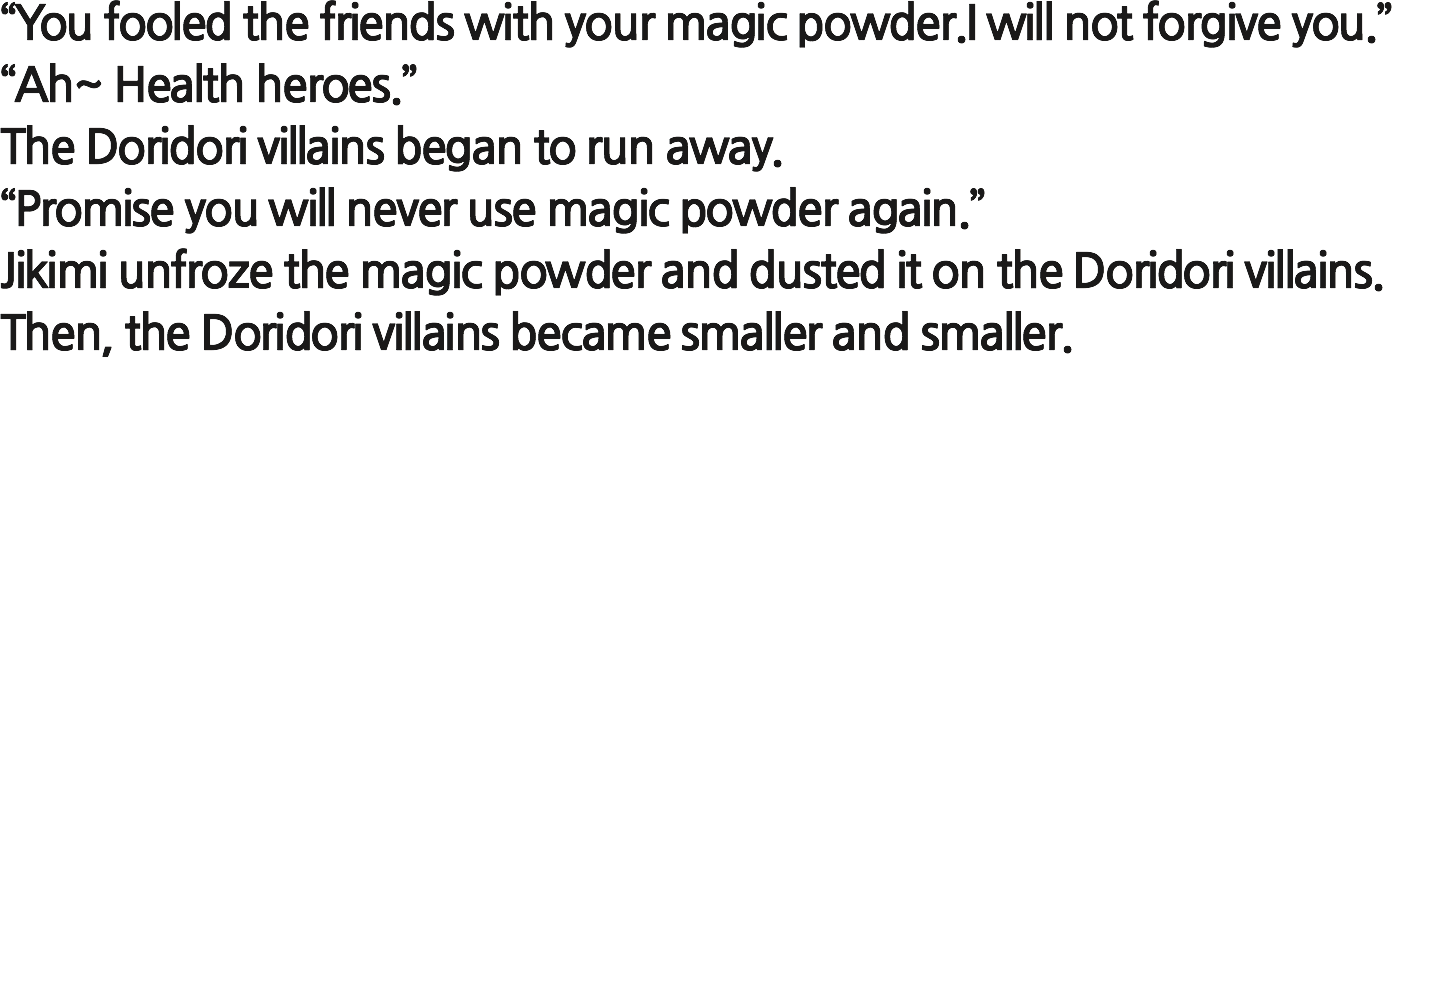 “You fooled the friends with your magic powder.I will not forgive you.”
“Ah~ Health heroes.”
The Doridori villains began to run away.
“Promise you will never use magic powder again.”
Jikimi unfroze the magic powder and dusted it on the Doridori villains.
Then, the Doridori villains became smaller and smaller.